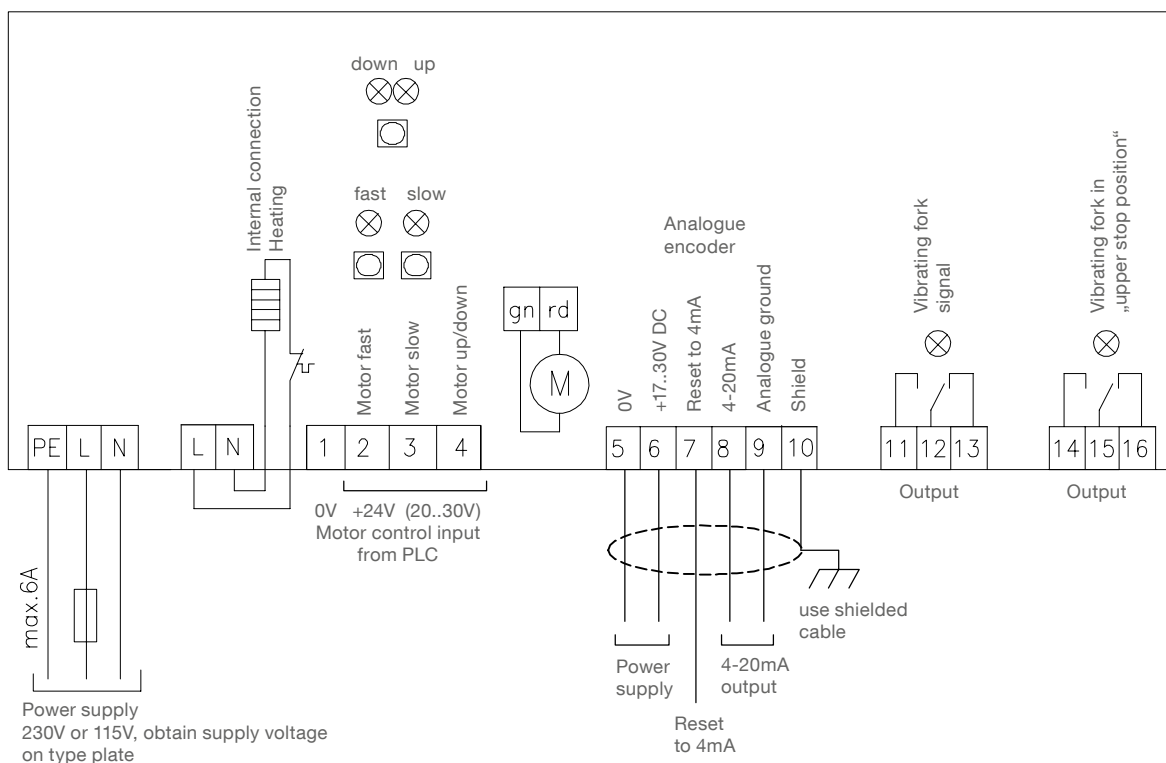 down up
fast slow
Internal connection
Heating
Motor fast
Motor slow
Motor up/down
gn rd
M
Analogue
encoder
0V
+17..30V DC
Reset to 4mA
4-20mA
Analogue ground
Shield
Vibrating fork
signal
Vibrating fork in
„upper stop position“
PE L N
L N
1 2 3 4
5 6 7 8 9 10
11 12 13
14 15 16
0V +24V (20..30V)
Motor control input
from PLC
Output
Output
max.6A
use shielded
cable
Power
supply
4-20mA
output
Reset
to 4mA
Power supply
230V or 115V, obtain supply voltage
on type plate